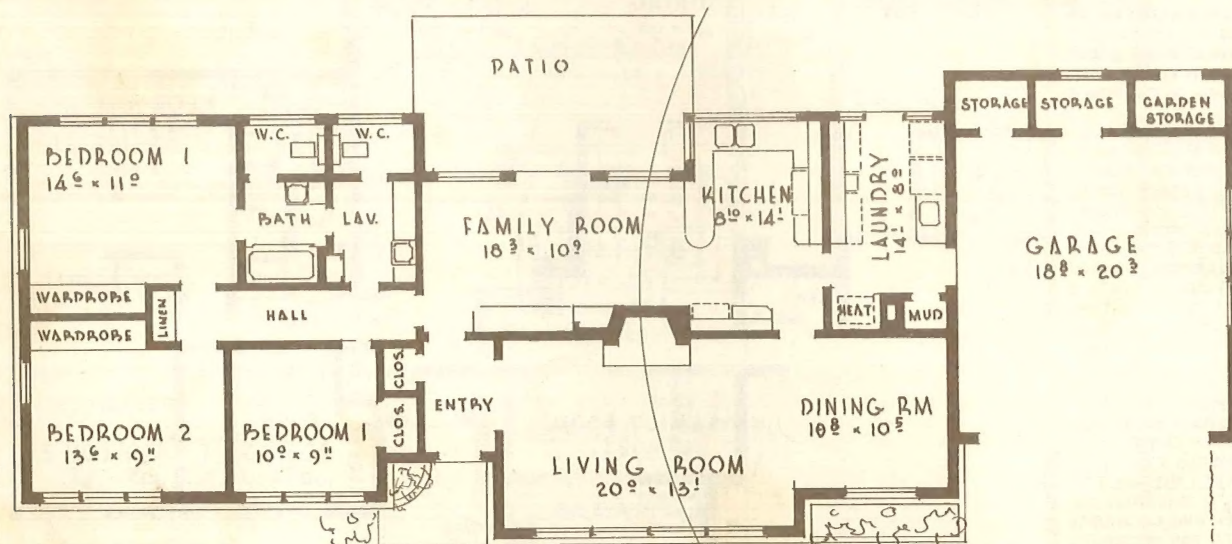 PATIO
STORAGE
STORAGE
GARDEN
STORAGE
W.C.
W.C.
BEDROOM 1
14⁶ × 11⁰
BATH
LAV.
FAMILY ROOM
18³ × 10⁹
KITCHEN
8¹⁰ × 14¹
LAUNDRY
14¹ × 8⁰
GARAGE
18⁸ × 20³
WARDROBE
WARDROBE
LINEN
HALL
HEAT
MUD
CLOS.
CLOS.
ENTRY
BEDROOM 2
13⁶ × 9¹¹
BEDROOM
10⁰ × 9¹¹
LIVING ROOM
20⁰ × 13¹
DINING RM
10⁸ × 10⁵